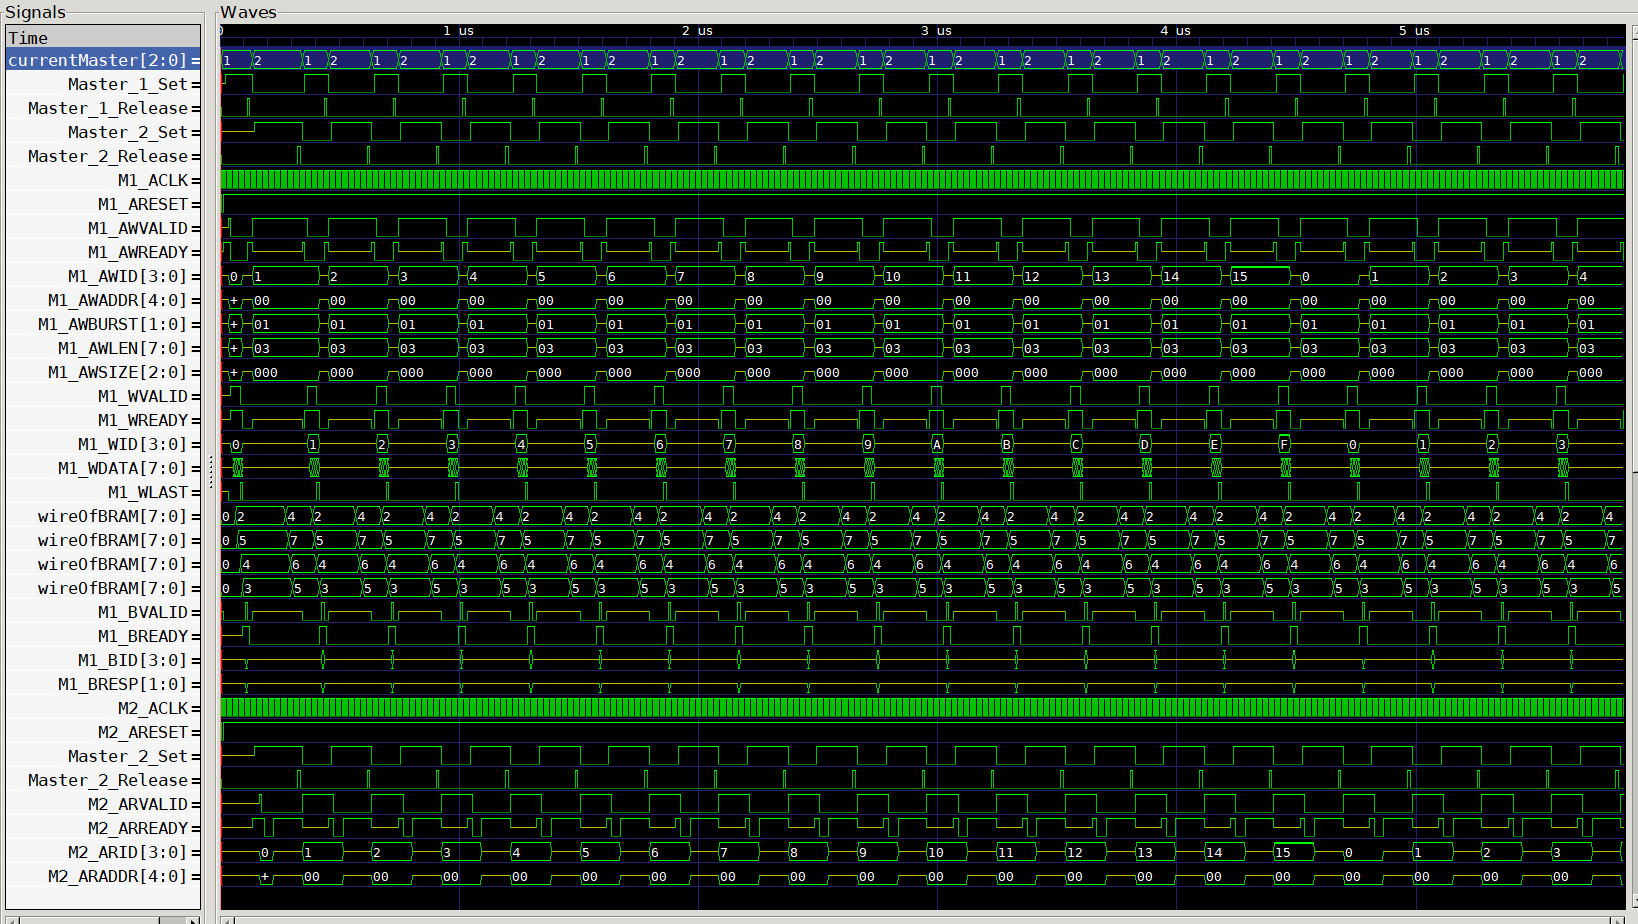 Signals Waves
Time 0 1 us 2 us 3 us 4 us 5 us
currentMaster[2:0]= 1 2 1 2 1 2 1 2 1 2 1 2 1 2 1 2 1 2 1 2 1 2 1 2 1 2 1 2 1 2 1 2 1 2 1 2 1 2 1 2
Master_1_Set=
Master_1_Release=
Master_2_Set=
Master_2_Release=
M1_ACLK=
M1_ARESET=
M1_AWVALID=
M1_AWREADY=
M1_AWID[3:0]= 0 1 2 3 4 5 6 7 8 9 10 11 12 13 14 15 0 1 2 3 4
M1_AWADDR[4:0]= + 00 00 00 00 00 00 00 00 00 00 00 00 00 00 00 00 00 00 00 00
M1_AWBURST[1:0]= + 01 01 01 01 01 01 01 01 01 01 01 01 01 01 01 01 01 01 01 01
M1_AWLEN[7:0]= + 03 03 03 03 03 03 03 03 03 03 03 03 03 03 03 03 03 03 03 03
M1_AWSIZE[2:0]= + 000 000 000 000 000 000 000 000 000 000 000 000 000 000 000 000 000 000 000 000
M1_WVALID=
M1_WREADY=
M1_WID[3:0]= 0 1 2 3 4 5 6 7 8 9 A B C D E F 0 1 2 3
M1_WDATA[7:0]=
M1_WLAST=
wireOfBRAM[7:0]= 0 2 4 2 4 2 4 2 4 2 4 2 4 2 4 2 4 2 4 2 4 2 4 2 4 2 4 2 4 2 4 2 4 2 4 2 4 2 4 2 4
wireOfBRAM[7:0]= 0 5 7 5 7 5 7 5 7 5 7 5 7 5 7 5 7 5 7 5 7 5 7 5 7 5 7 5 7 5 7 5 7 5 7 5 7 5 7 5 7
wireOfBRAM[7:0]= 0 4 6 4 6 4 6 4 6 4 6 4 6 4 6 4 6 4 6 4 6 4 6 4 6 4 6 4 6 4 6 4 6 4 6 4 6 4 6 4 6
wireOfBRAM[7:0]= 0 3 5 3 5 3 5 3 5 3 5 3 5 3 5 3 5 3 5 3 5 3 5 3 5 3 5 3 5 3 5 3 5 3 5 3 5 3 5 3 5
M1_BVALID=
M1_BREADY=
M1_BID[3:0]=
M1_BRESP[1:0]=
M2_ACLK=
M2_ARESET=
Master_2_Set=
Master_2_Release=
M2_ARVALID=
M2_ARREADY=
M2_ARID[3:0]= 0 1 2 3 4 5 6 7 8 9 10 11 12 13 14 15 0 1 2 3
M2_ARADDR[4:0]= + 00 00 00 00 00 00 00 00 00 00 00 00 00 00 00 00 00 00 00